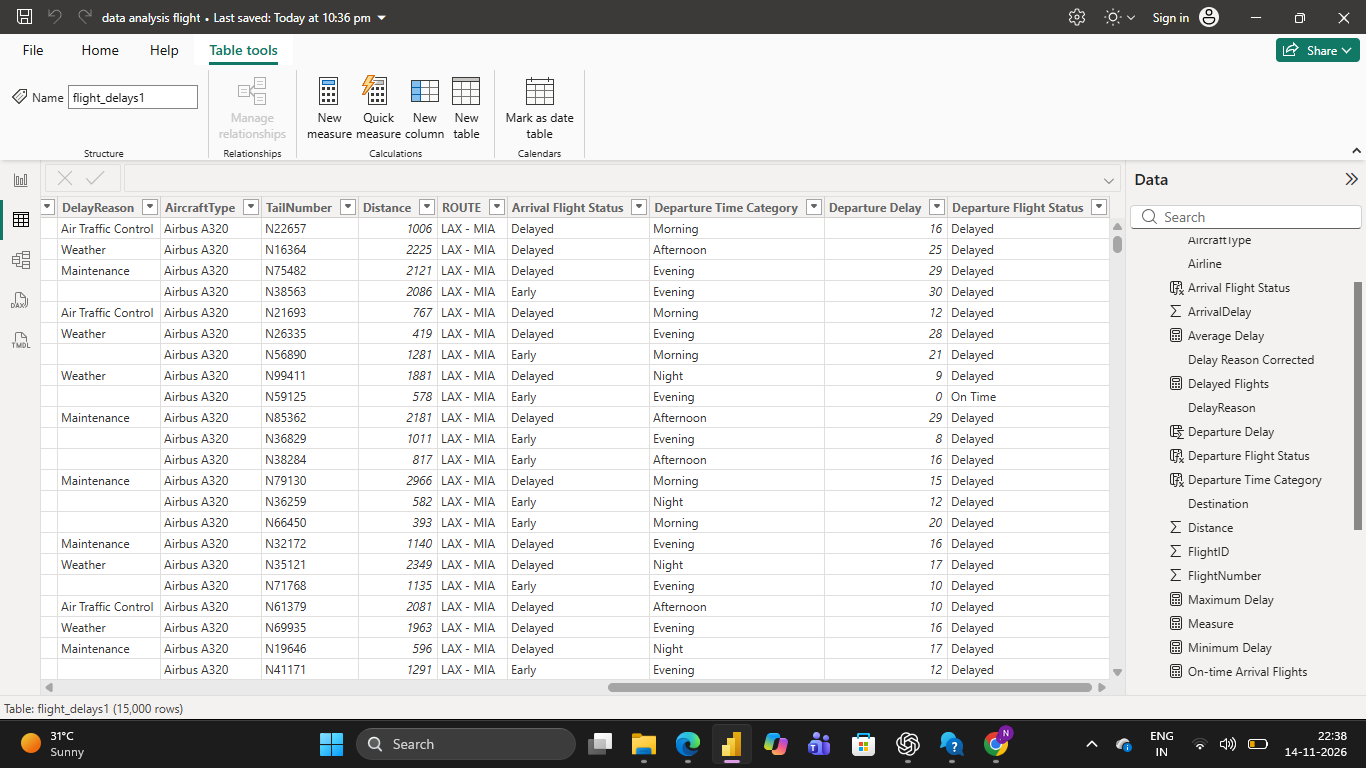 data analysis flight • Last saved: Today at 10:36 pm
Sign in
File Home Help Table tools
Share
Name flight_delays1
Manage relationships
New measure
Quick measure
New column
New table
Mark as date table
Structure Relationships Calculations Calendars
DelayReason AircraftType TailNumber Distance ROUTE Arrival Flight Status Departure Time Category Departure Delay Departure Flight Status
Air Traffic Control Airbus A320 N22657 1006 LAX - MIA Delayed Morning 16 Delayed
Weather Airbus A320 N16364 2225 LAX - MIA Delayed Afternoon 25 Delayed
Maintenance Airbus A320 N75482 2121 LAX - MIA Delayed Evening 29 Delayed
Airbus A320 N38563 2086 LAX - MIA Early Evening 30 Delayed
Air Traffic Control Airbus A320 N21693 767 LAX - MIA Delayed Morning 12 Delayed
Weather Airbus A320 N26335 419 LAX - MIA Delayed Evening 28 Delayed
Airbus A320 N56890 1281 LAX - MIA Early Morning 21 Delayed
Weather Airbus A320 N99411 1881 LAX - MIA Delayed Night 9 Delayed
Airbus A320 N59125 578 LAX - MIA Early Evening 0 On Time
Maintenance Airbus A320 N85362 2181 LAX - MIA Delayed Afternoon 29 Delayed
Airbus A320 N36829 1011 LAX - MIA Early Evening 8 Delayed
Airbus A320 N38284 817 LAX - MIA Early Afternoon 16 Delayed
Maintenance Airbus A320 N79130 2966 LAX - MIA Delayed Morning 15 Delayed
Airbus A320 N36259 582 LAX - MIA Early Night 12 Delayed
Airbus A320 N66450 393 LAX - MIA Early Morning 20 Delayed
Maintenance Airbus A320 N32172 1140 LAX - MIA Delayed Evening 16 Delayed
Weather Airbus A320 N35121 2349 LAX - MIA Delayed Night 17 Delayed
Airbus A320 N71768 1135 LAX - MIA Early Evening 10 Delayed
Air Traffic Control Airbus A320 N61379 2081 LAX - MIA Delayed Afternoon 10 Delayed
Weather Airbus A320 N69935 1963 LAX - MIA Delayed Evening 16 Delayed
Maintenance Airbus A320 N19646 596 LAX - MIA Delayed Night 17 Delayed
Airbus A320 N41171 1291 LAX - MIA Early Evening 12 Delayed
DAX
TMDL
Data
Search
AircraftType
Airline
Arrival Flight Status
ArrivalDelay
Average Delay
Delay Reason Corrected
Delayed Flights
DelayReason
Departure Delay
Departure Flight Status
Departure Time Category
Destination
Distance
FlightID
FlightNumber
Maximum Delay
Measure
Minimum Delay
On-time Arrival Flights
Table: flight_delays1 (15,000 rows)
31°C
Sunny
Search
N
ENG
IN
22:38
14-11-2026